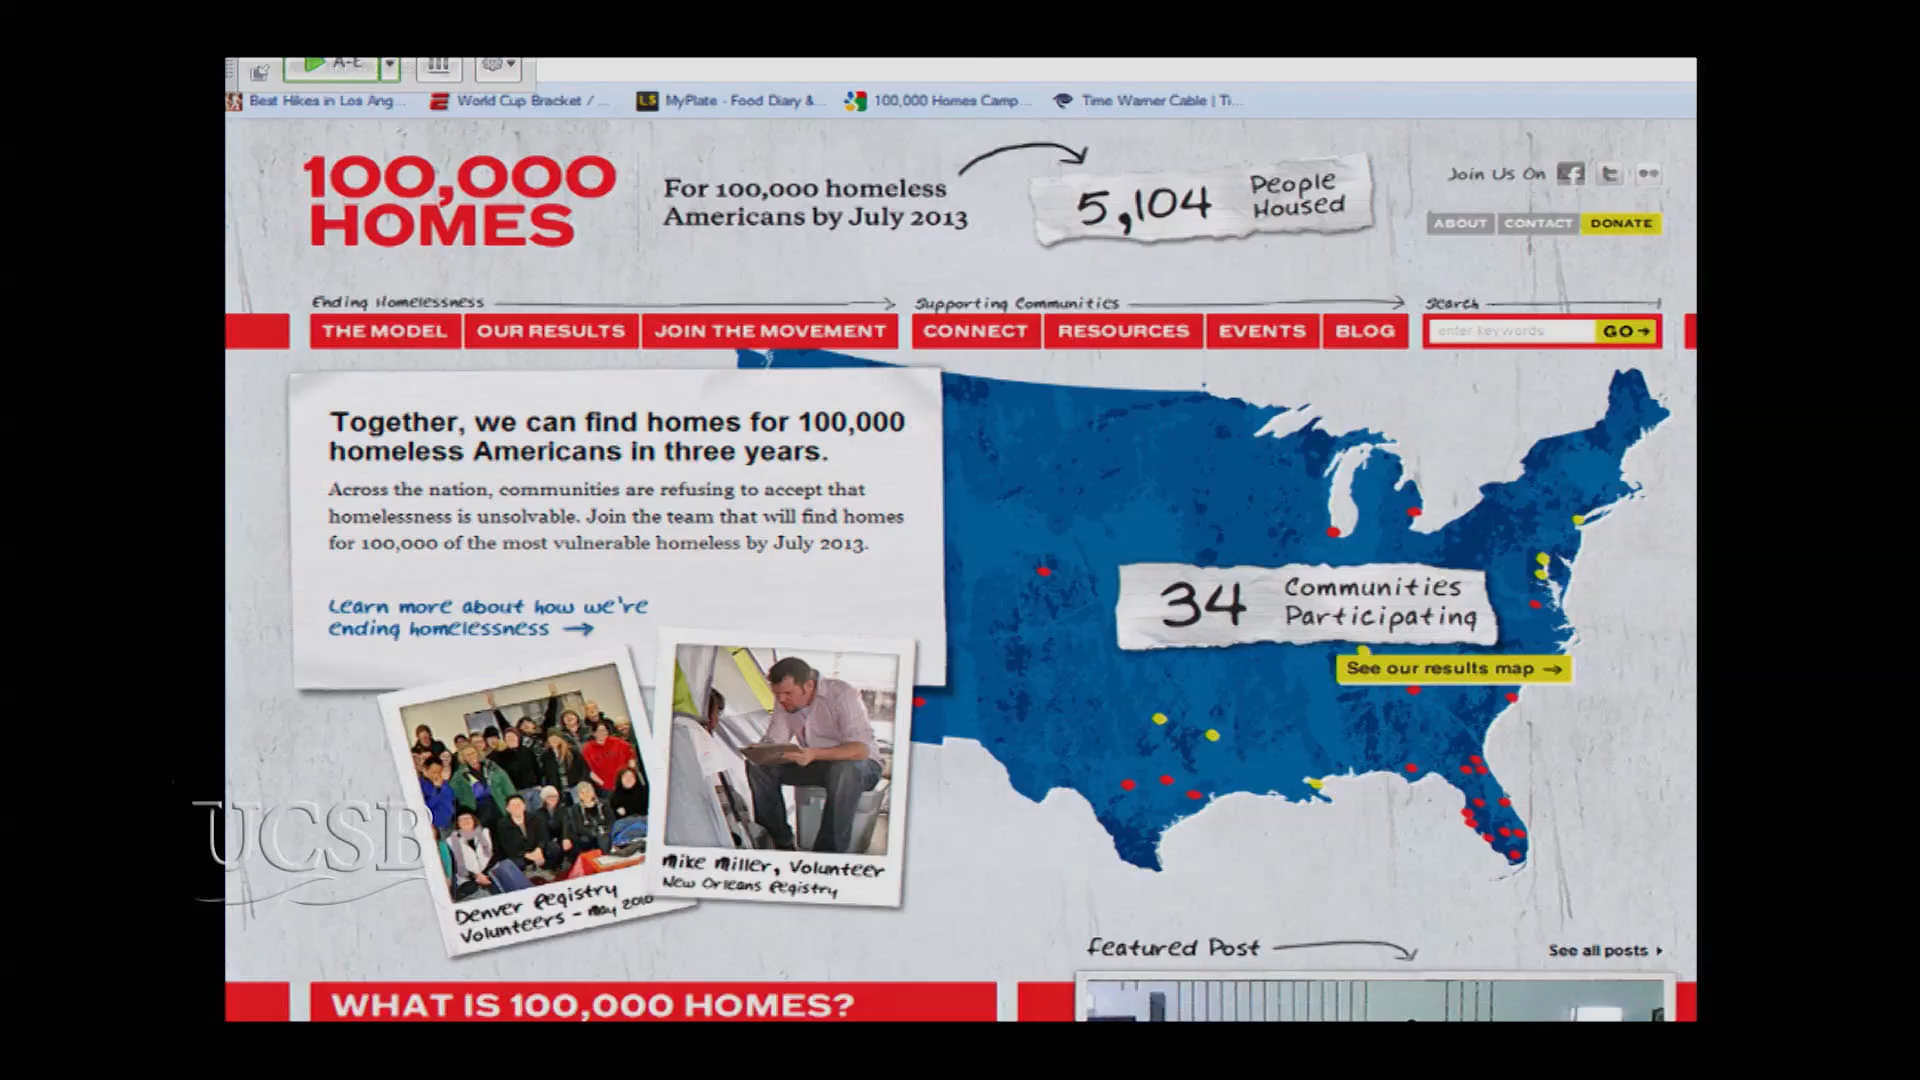 A-E
Best Hikes in Los Ang... World Cup Bracket / ... LS MyPlate - Food Diary &... 100,000 Homes Camp... Time Warner Cable | Ti...
100,000
HOMES
For 100,000 homeless
Americans by July 2013
5,104 People
Housed
Join Us On
ABOUT CONTACT DONATE
Ending Homelessness Supporting Communities Search
THE MODEL OUR RESULTS JOIN THE MOVEMENT CONNECT RESOURCES EVENTS BLOG enter keywords GO →
Together, we can find homes for 100,000
homeless Americans in three years.
Across the nation, communities are refusing to accept that
homelessness is unsolvable. Join the team that will find homes
for 100,000 of the most vulnerable homeless by July 2013.
Learn more about how we're
ending homelessness →
34 Communities
Participating
See our results map →
UCSB
Denver Registry
Volunteers - May 2010
Mike Miller, Volunteer
New Orleans Registry
Featured Post
See all posts
WHAT IS 100,000 HOMES?